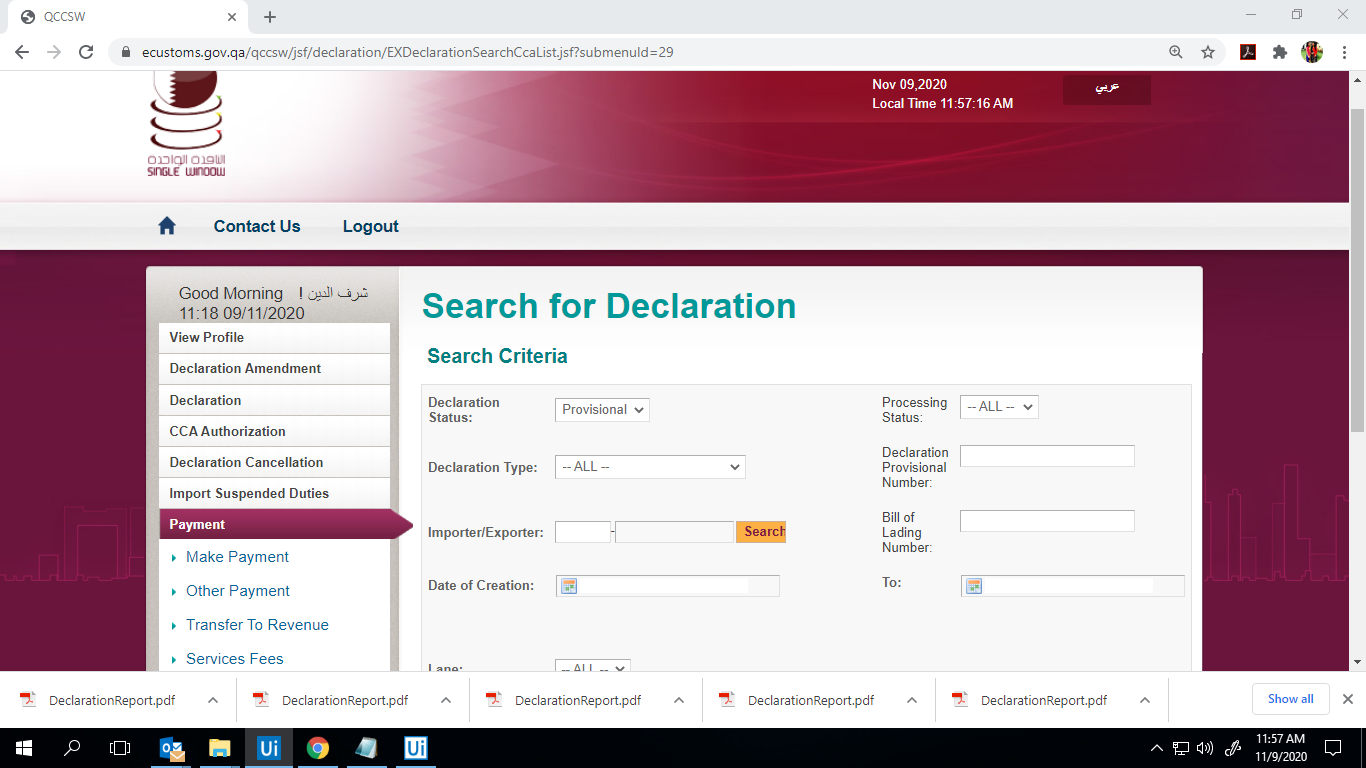 QCCSW
ecustoms.gov.qa/qccsw/jsf/declaration/EXDeclarationSearchCcaList.jsf?submenuId=29
Nov 09,2020
Local Time 11:57:16 AM
عربي
النافذة الواحدة
SINGLE WINDOW
Contact Us
Logout
Good Morning ! شرف الدين
11:18 09/11/2020
View Profile
Declaration Amendment
Declaration
CCA Authorization
Declaration Cancellation
Import Suspended Duties
Payment
Make Payment
Other Payment
Transfer To Revenue
Services Fees
Search for Declaration
Search Criteria
Declaration
Status:
Provisional
Processing
Status:
-- ALL --
Declaration Type:
-- ALL --
Declaration
Provisional
Number:
Importer/Exporter:
-
Search
Bill of
Lading
Number:
Date of Creation:
To:
Lane:
-- ALL --
DeclarationReport.pdf
DeclarationReport.pdf
DeclarationReport.pdf
DeclarationReport.pdf
DeclarationReport.pdf
Show all
Ui
Ui
11:57 AM
11/9/2020